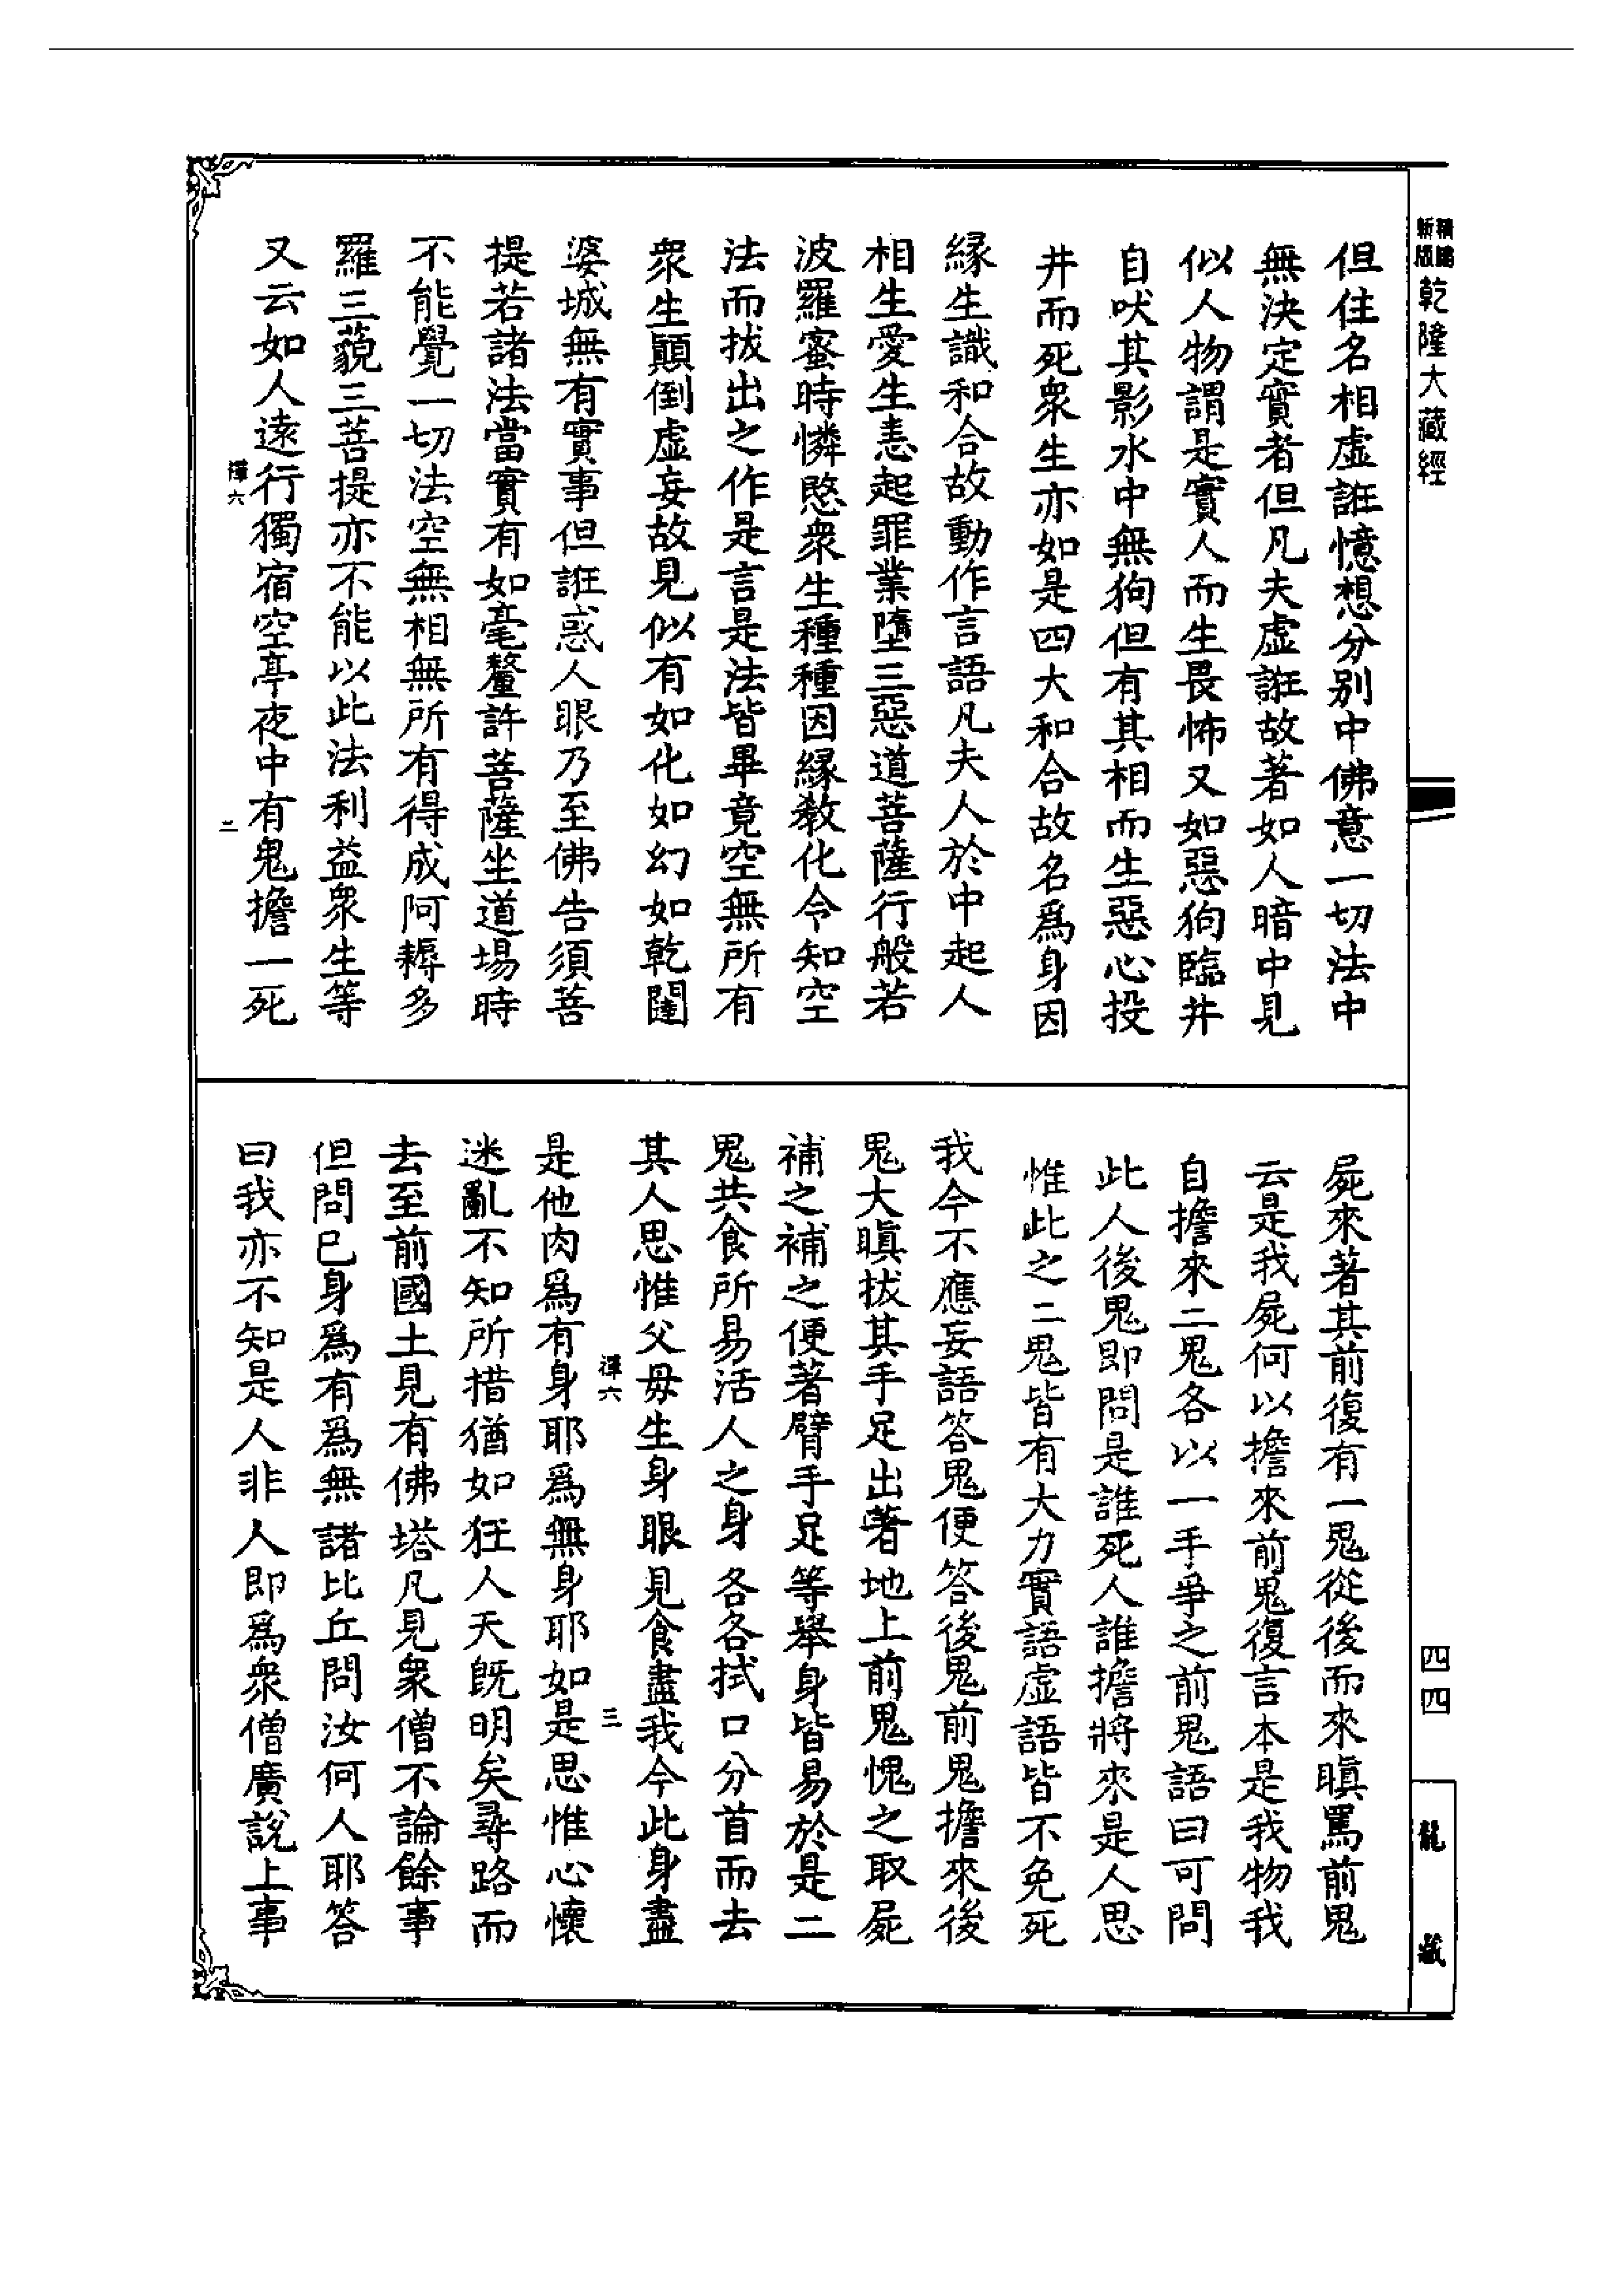 精縮新版乾隆大藏經
四四
龍藏
但住名相虛誑憶想分别中佛意一切法中
無決定實者但凡夫虛誑故著如人暗中見
似人物謂是實人而生畏怖又如惡狗臨井
自吠其影水中無狗但有其相而生惡心投
井而死衆生亦如是四大和合故名爲身因
緣生識和合故動作言語凡夫人於中起人
相生愛生恚起罪業墮三惡道菩薩行般若
波羅蜜時憐愍衆生種種因緣教化令知空
法而拔出之作是言是法皆畢竟空無所有
衆生顚倒虛妄故見似有如化如幻如乾闥
婆城無有實事但誑惑人眼乃至佛告須菩
提若諸法當實有如毫釐許菩薩坐道場時
不能覺一切法空無相無所有得成阿耨多
羅三藐三菩提亦不能以此法利益衆生等
又云如人遠行獨宿空亭夜中有鬼擔一死
禪六 二
屍來著其前復有一鬼從後而來瞋罵前鬼
云是我屍何以擔來前鬼復言本是我物我
自擔來二鬼各以一手爭之前鬼語曰可問
此人後鬼即問是誰死人誰擔將來是人思
惟此之二鬼皆有大力實語虛語皆不免死
我今不應妄語答鬼便答後鬼前鬼擔來後
鬼大瞋拔其手足出著地上前鬼愧之取屍
補之補之便著臂手足等舉身皆易於是二
鬼共食所易活人之身各各拭口分首而去
其人思惟父母生身眼見食盡我今此身盡
禪六 三
是他肉爲有身耶爲無身耶如是思惟心懷
迷亂不知所措猶如狂人天旣明矣尋路而
去至前國土見有佛塔凡見衆僧不論餘事
但問已身爲有爲無諸比丘問汝何人耶答
曰我亦不知是人非人即爲衆僧廣說上事